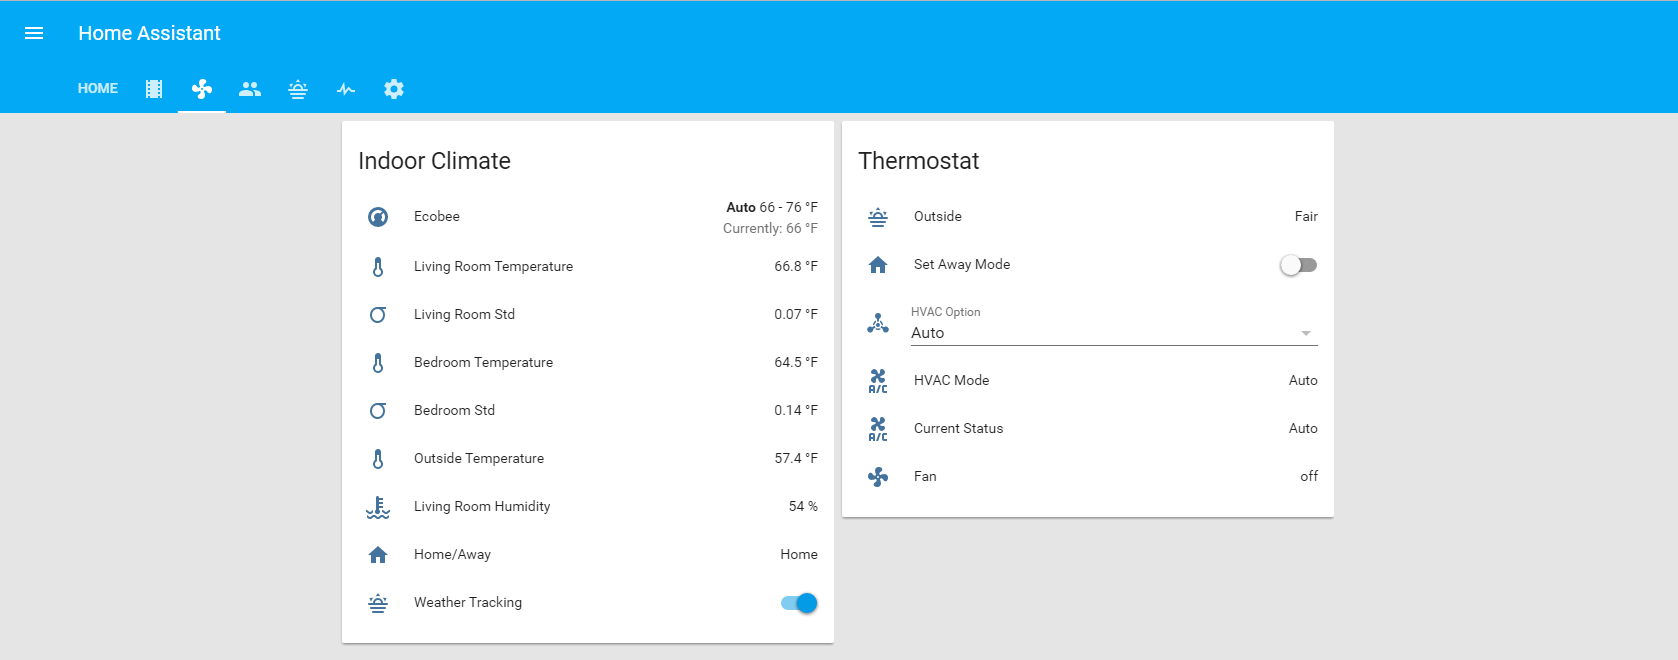 Home Assistant
HOME
Indoor Climate
Ecobee
Auto 66 - 76 °F
Currently: 66 °F
Living Room Temperature 66.8 °F
Living Room Std 0.07 °F
Bedroom Temperature 64.5 °F
Bedroom Std 0.14 °F
Outside Temperature 57.4 °F
Living Room Humidity 54 %
Home/Away Home
Weather Tracking
Thermostat
Outside Fair
Set Away Mode
HVAC Option
Auto
A/C HVAC Mode Auto
A/C Current Status Auto
Fan off